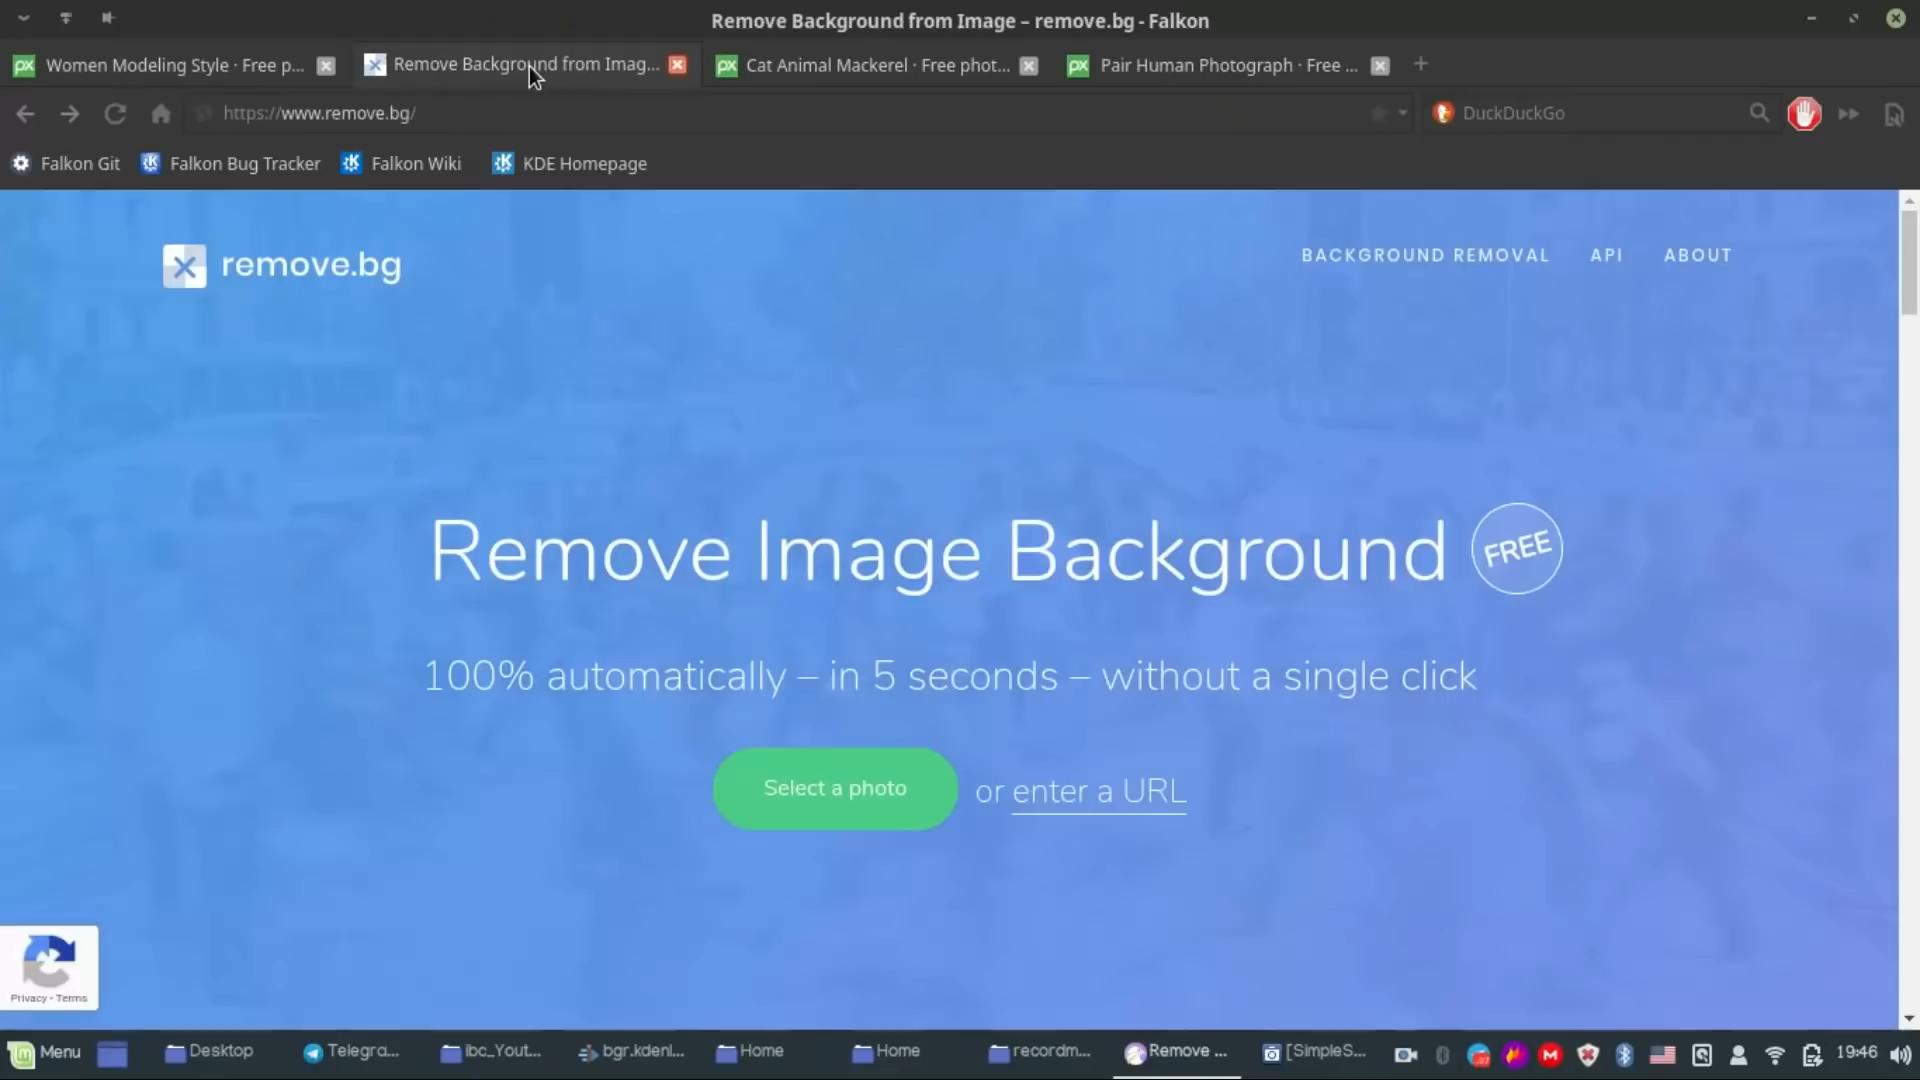 Remove Background from Image – remove.bg - Falkon
Women Modeling Style · Free p...
Remove Background from Imag...
Cat Animal Mackerel · Free phot...
Pair Human Photograph · Free ...
https://www.remove.bg/
DuckDuckGo
Falkon Git
Falkon Bug Tracker
Falkon Wiki
KDE Homepage
remove.bg
BACKGROUND REMOVAL
API
ABOUT
Remove Image Background
FREE
100% automatically – in 5 seconds – without a single click
Select a photo
or enter a URL
Privacy - Terms
Menu
Desktop
Telegra...
ibc_Yout...
bgr.kdenl...
Home
Home
recordm...
Remove ...
[SimpleS...
19:46